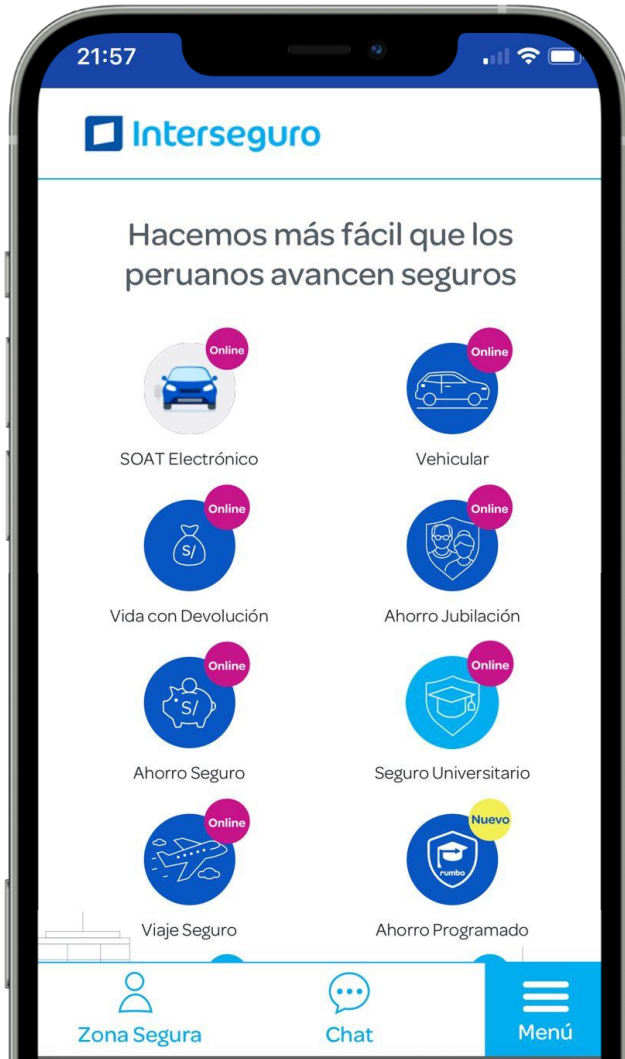 21:57
Interseguro
Hacemos más fácil que los
peruanos avancen seguros
Online
Online
SOAT Electrónico
Vehicular
Online
Online
S/
Vida con Devolución
Ahorro Jubilación
Online
Online
S/
Ahorro Seguro
Seguro Universitario
Online
Nuevo
rumbo
Viaje Seguro
Ahorro Programado
Zona Segura
Chat
Menú